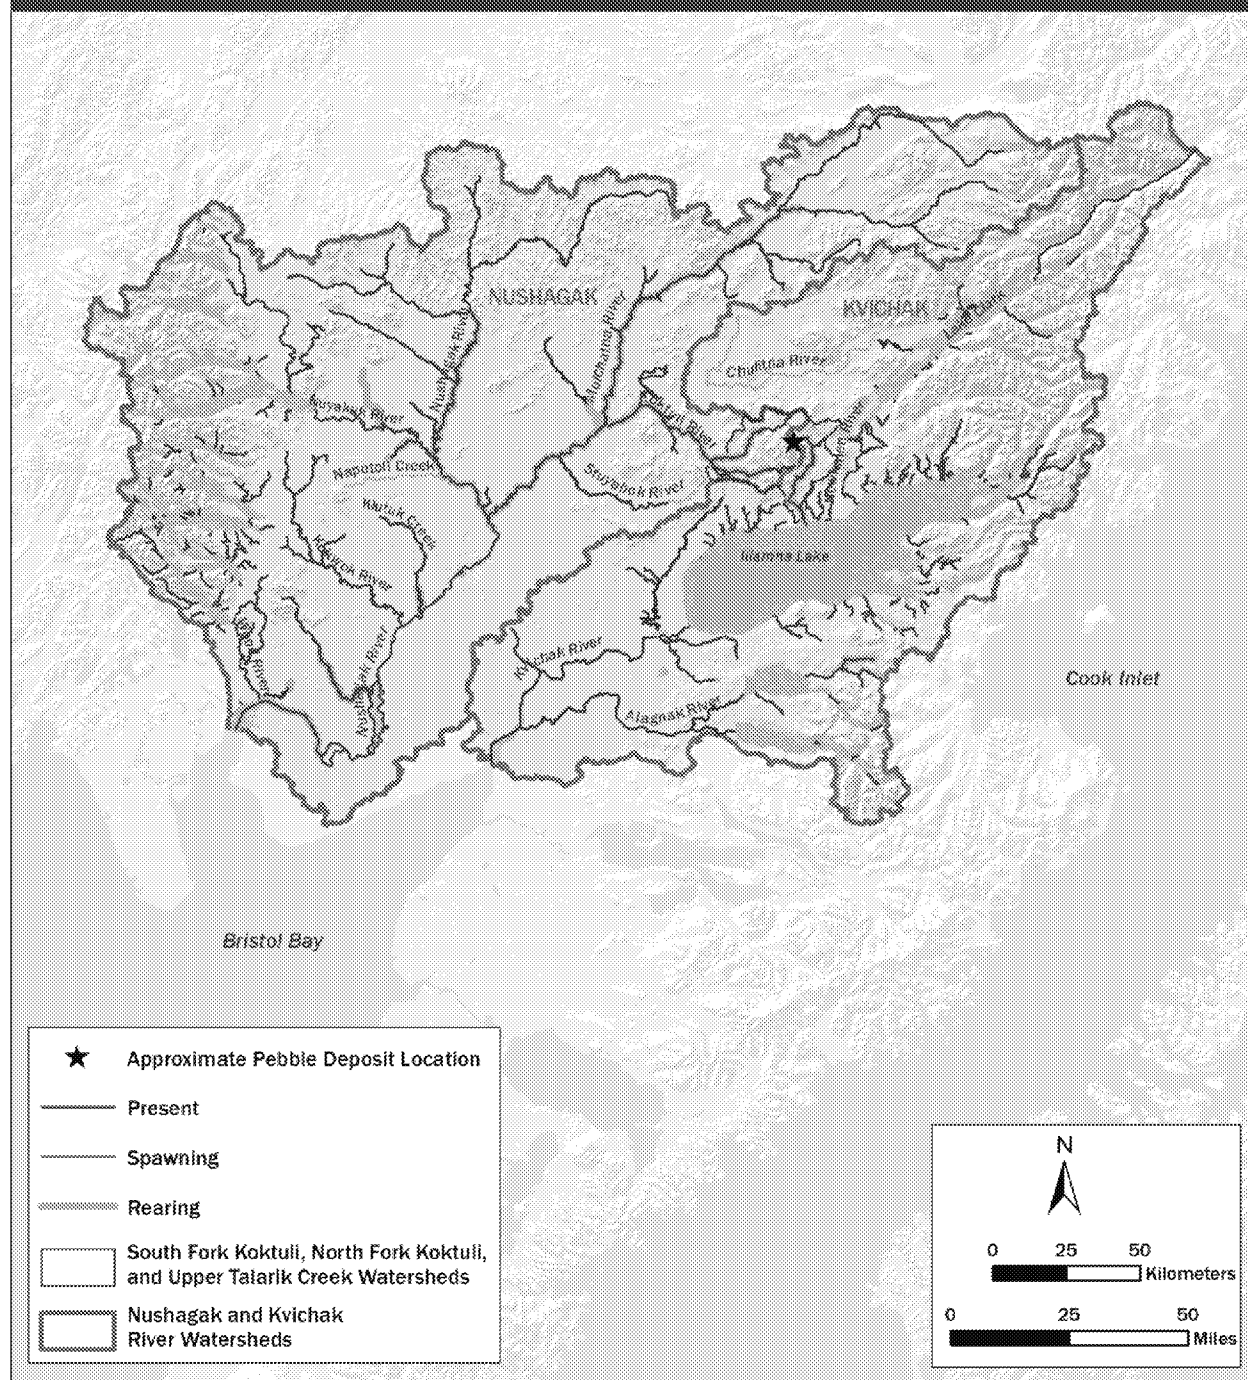 NUSHAGAK
KVICHAK
Nushagak River
Mulchatna River
Chulitna River
Nuyakuk River
Koktuli River
Napotoli Creek
Stuyahok River
Klutuk Creek
Kokwok River
Iliamna Lake
Kvichak River
Cook Inlet
River
Nushagak River
Alagnak River
Bristol Bay
Approximate Pebble Deposit Location
Present
Spawning
Rearing
South Fork Koktuli, North Fork Koktuli,
and Upper Talarik Creek Watersheds
Nushagak and Kvichak
River Watersheds
N
0 25 50
Kilometers
0 25 50
Miles